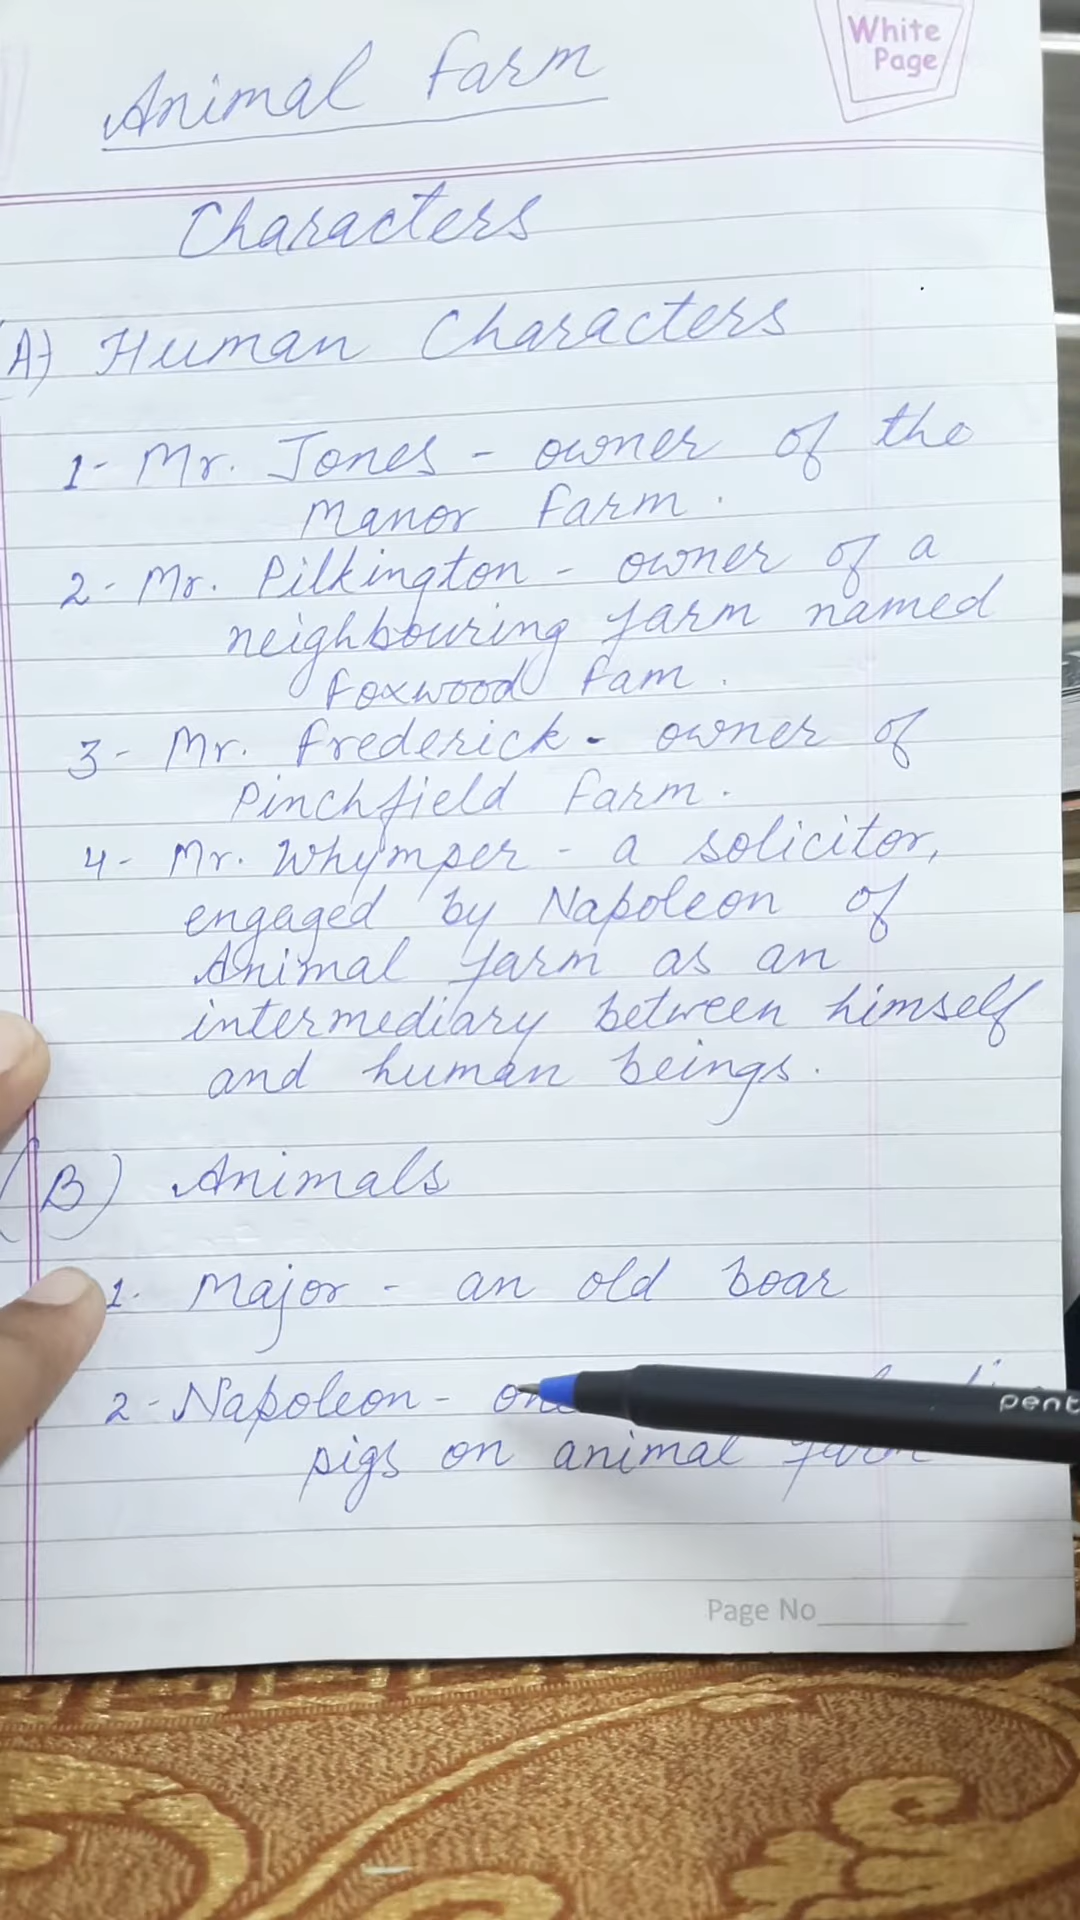 White
Page
Animal Farm
Characters
(A) Human Characters
1- Mr. Jones - owner of the
Manor Farm.
2- Mr. Pilkington - owner of a
neighbouring farm named
Foxwood Fam.
3- Mr. Frederick - owner of
Pinchfield Farm.
4- Mr. Whymper - a solicitor,
engaged by Napoleon of
Animal Farm as an
intermediary between himself
and human beings.
(B) Animals
1. Major - an old boar
2- Napoleon -
pigs on animal farm
Page No